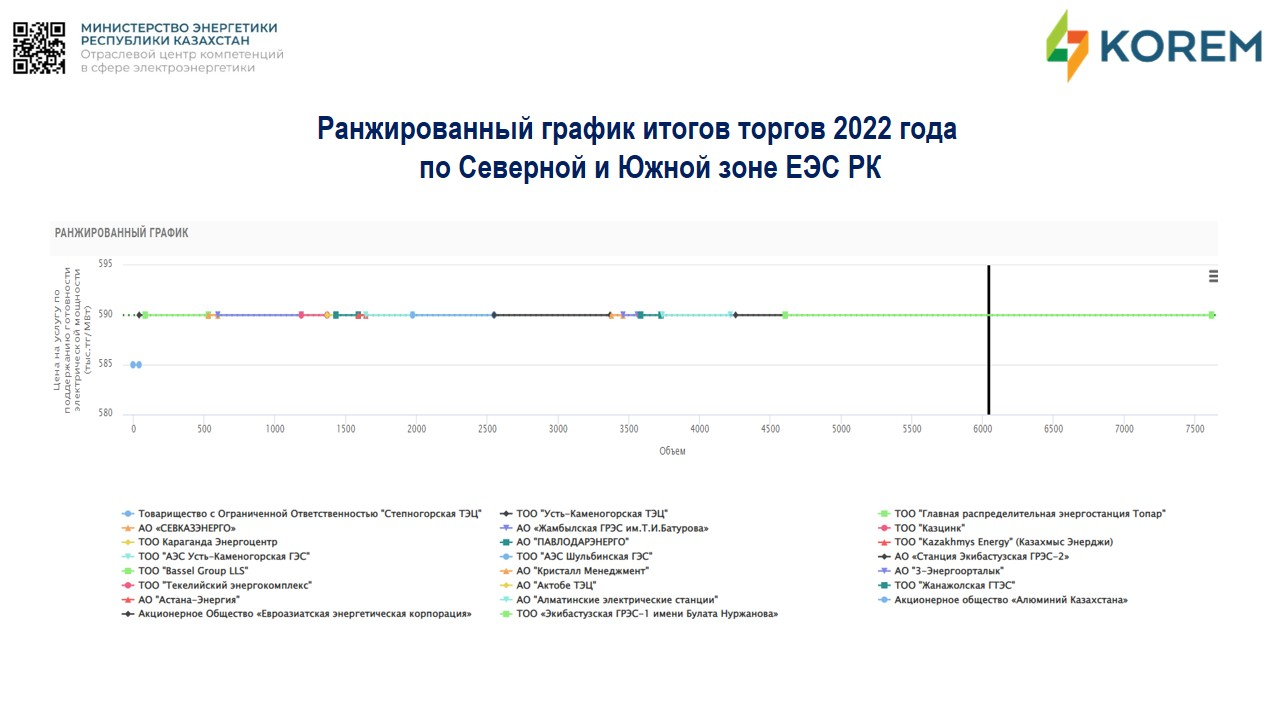 МИНИСТЕРСТВО ЭНЕРГЕТИКИ
РЕСПУБЛИКИ КАЗАХСТАН
Отраслевой центр компетенций
в сфере электроэнергетики
KOREM
Ранжированный график итогов торгов 2022 года
по Северной и Южной зоне ЕЭС РК
РАНЖИРОВАННЫЙ ГРАФИК
Цена на услугу по
поддержанию готовности
электрической мощности
(тыс.тг/МВт)
595
590
585
580
0 500 1000 1500 2000 2500 3000 3500 4000 4500 5000 5500 6000 6500 7000 7500
Объем
Товарищество с Ограниченной Ответственностью "Степногорская ТЭЦ" ТОО "Усть-Каменогорская ТЭЦ" ТОО "Главная распределительная энергостанция Топар"
АО «СЕВКАЗЭНЕРГО» АО «Жамбылская ГРЭС им.Т.И.Батурова» ТОО "Казцинк"
ТОО Караганда Энергоцентр АО "ПАВЛОДАРЭНЕРГО" ТОО "Kazakhmys Energy" (Казахмыс Энерджи)
ТОО "АЭС Усть-Каменогорская ГЭС" ТОО "АЭС Шульбинская ГЭС" АО «Станция Экибастузская ГРЭС-2»
ТОО "Bassel Group LLS" АО "Кристалл Менеджмент" АО "3-Энергоорталык"
ТОО "Текелийский энергокомплекс" АО "Актобе ТЭЦ" ТОО "Жанажолская ГТЭС"
АО "Астана-Энергия" АО "Алматинские электрические станции" Акционерное общество «Алюминий Казахстана»
Акционерное Общество «Евроазиатская энергетическая корпорация» ТОО «Экибастузская ГРЭС-1 имени Булата Нуржанова»